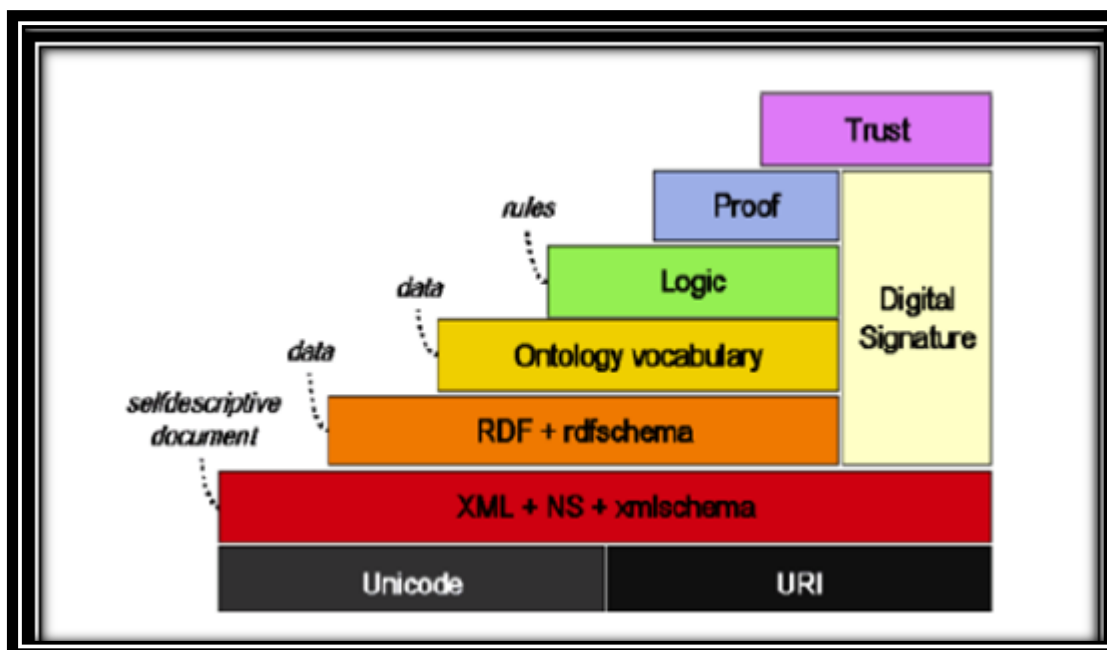 Trust
Proof
rules
Logic
data
Digital
Signature
Ontology vocabulary
data
RDF + rdfschema
selfdescriptive
document
XML + NS + xmlschema
Unicode
URI